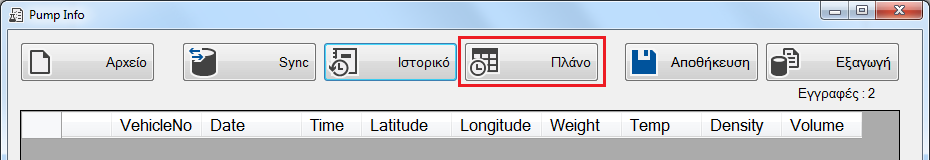 Pump Info
Αρχείο Sync Ιστορικό Πλάνο Αποθήκευση Εξαγωγή
Εγγραφές : 2
VehicleNo Date Time Latitude Longitude Weight Temp Density Volume